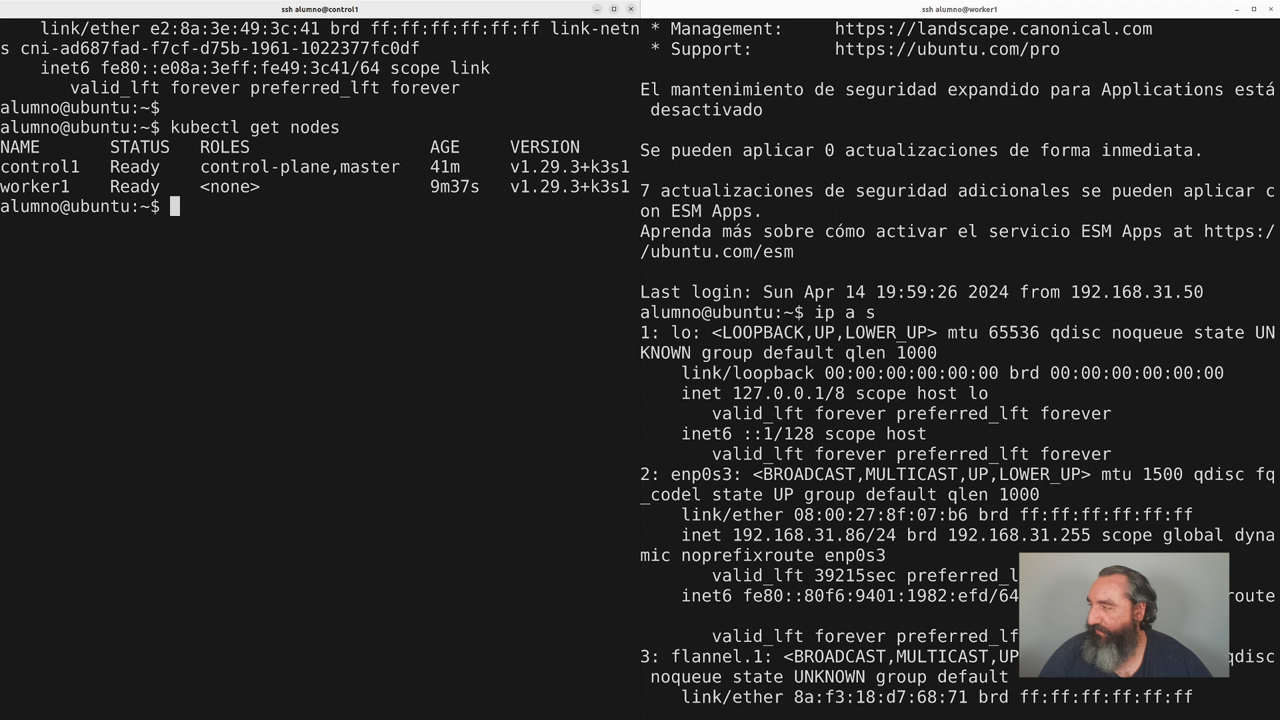 ssh alumno@control1
link/ether e2:8a:3e:49:3c:41 brd ff:ff:ff:ff:ff:ff link-netn
s cni-ad687fad-f7cf-d75b-1961-1022377fc0df
inet6 fe80::e08a:3eff:fe49:3c41/64 scope link
valid_lft forever preferred_lft forever
alumno@ubuntu:~$
alumno@ubuntu:~$ kubectl get nodes
NAME STATUS ROLES AGE VERSION
control1 Ready control-plane,master 41m v1.29.3+k3s1
worker1 Ready <none> 9m37s v1.29.3+k3s1
alumno@ubuntu:~$
ssh alumno@worker1
* Management: https://landscape.canonical.com
* Support: https://ubuntu.com/pro
El mantenimiento de seguridad expandido para Applications está
desactivado
Se pueden aplicar 0 actualizaciones de forma inmediata.
7 actualizaciones de seguridad adicionales se pueden aplicar c
on ESM Apps.
Aprenda más sobre cómo activar el servicio ESM Apps at https:/
/ubuntu.com/esm
Last login: Sun Apr 14 19:59:26 2024 from 192.168.31.50
alumno@ubuntu:~$ ip a s
1: lo: <LOOPBACK,UP,LOWER_UP> mtu 65536 qdisc noqueue state UN
KNOWN group default qlen 1000
link/loopback 00:00:00:00:00:00 brd 00:00:00:00:00:00
inet 127.0.0.1/8 scope host lo
valid_lft forever preferred_lft forever
inet6 ::1/128 scope host
valid_lft forever preferred_lft forever
2: enp0s3: <BROADCAST,MULTICAST,UP,LOWER_UP> mtu 1500 qdisc fq
_codel state UP group default qlen 1000
link/ether 08:00:27:8f:07:b6 brd ff:ff:ff:ff:ff:ff
inet 192.168.31.86/24 brd 192.168.31.255 scope global dyna
mic noprefixroute enp0s3
valid_lft 39215sec preferred_l
inet6 fe80::80f6:9401:1982:efd/64 route
valid_lft forever preferred_lf
3: flannel.1: <BROADCAST,MULTICAST,UP qdisc
noqueue state UNKNOWN group default
link/ether 8a:f3:18:d7:68:71 brd ff:ff:ff:ff:ff:ff